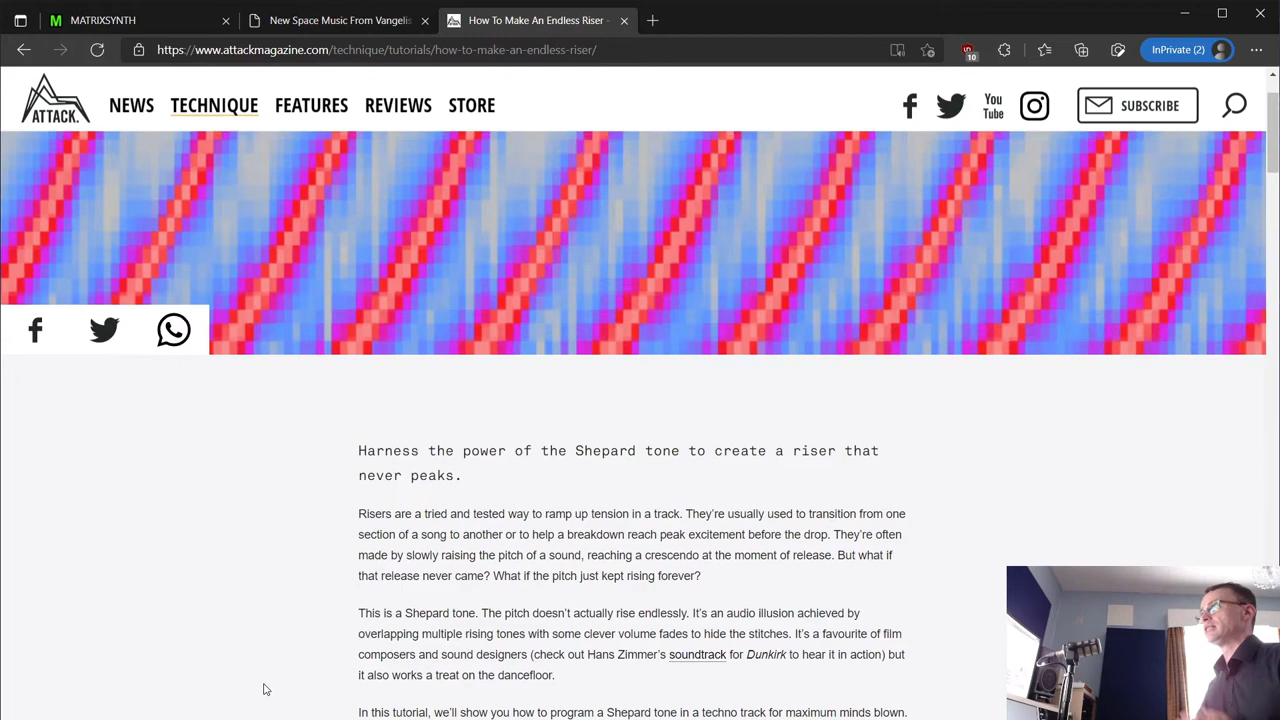 MATRIXSYNTH
New Space Music From Vangelis
How To Make An Endless Riser -
https://www.attackmagazine.com/technique/tutorials/how-to-make-an-endless-riser/
10
InPrivate (2)
ATTACK.
NEWS
TECHNIQUE
FEATURES
REVIEWS
STORE
You
Tube
SUBSCRIBE
Harness the power of the Shepard tone to create a riser that
never peaks.
Risers are a tried and tested way to ramp up tension in a track. They’re usually used to transition from one
section of a song to another or to help a breakdown reach peak excitement before the drop. They’re often
made by slowly raising the pitch of a sound, reaching a crescendo at the moment of release. But what if
that release never came? What if the pitch just kept rising forever?
This is a Shepard tone. The pitch doesn’t actually rise endlessly. It’s an audio illusion achieved by
overlapping multiple rising tones with some clever volume fades to hide the stitches. It’s a favourite of film
composers and sound designers (check out Hans Zimmer’s soundtrack for Dunkirk to hear it in action) but
it also works a treat on the dancefloor.
In this tutorial, we’ll show you how to program a Shepard tone in a techno track for maximum minds blown.